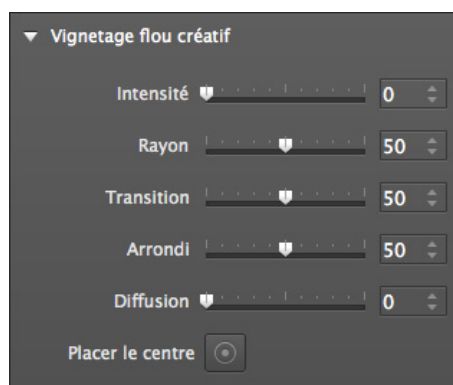 Vignetage flou créatif
Intensité 0
Rayon 50
Transition 50
Arrondi 50
Diffusion 0
Placer le centre